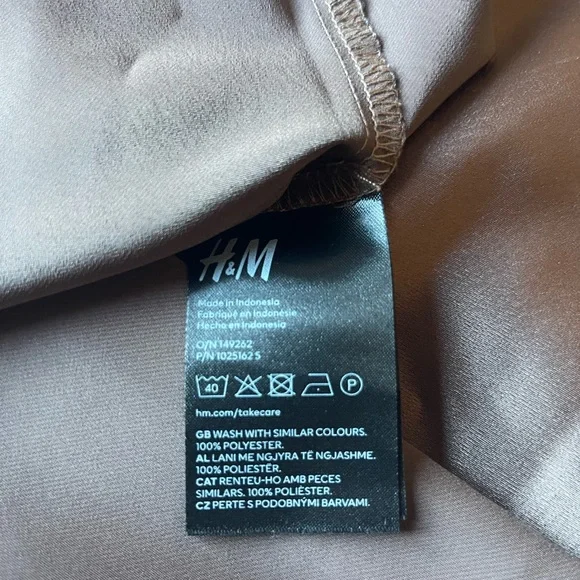 H&M
Made in Indonesia
Fabriqué en Indonésie
Hecho en Indonesia
O/N 149262
P/N 1025162 S
40 P
hm.com/takecare
GB WASH WITH SIMILAR COLOURS.
100% POLYESTER.
AL LANI ME NGJYRA TË NGJASHME.
100% POLIESTËR.
CAT RENTEU-HO AMB PECES
SIMILARS. 100% POLIÈSTER.
CZ PERTE S PODOBNÝMI BARVAMI.